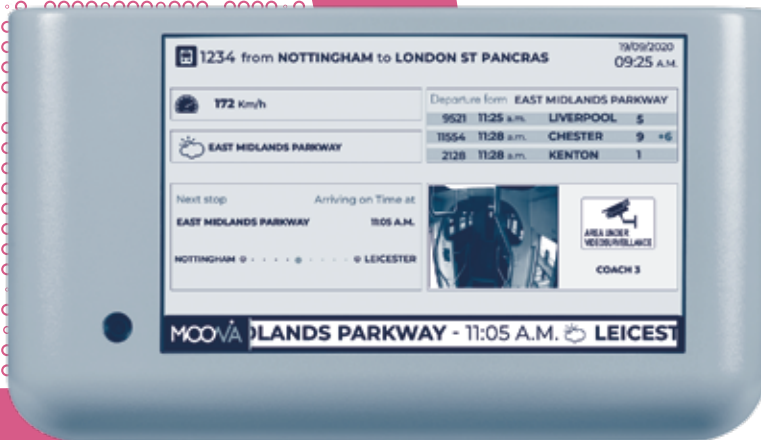 1234 from NOTTINGHAM to LONDON ST PANCRAS
19/09/2020
09:25 A.M.
172 Km/h
EAST MIDLANDS PARKWAY
Departure form EAST MIDLANDS PARKWAY
9521 11:25 a.m. LIVERPOOL 5
11554 11:28 a.m. CHESTER 9 +6
2128 11:28 a.m. KENTON 1
Next stop Arriving on Time at
EAST MIDLANDS PARKWAY 11:05 A.M.
NOTTINGHAM LEICESTER
AREA UNDER
VIDEOSURVEILLANCE
COACH 3
MOOVA DLANDS PARKWAY - 11:05 A.M. LEICEST